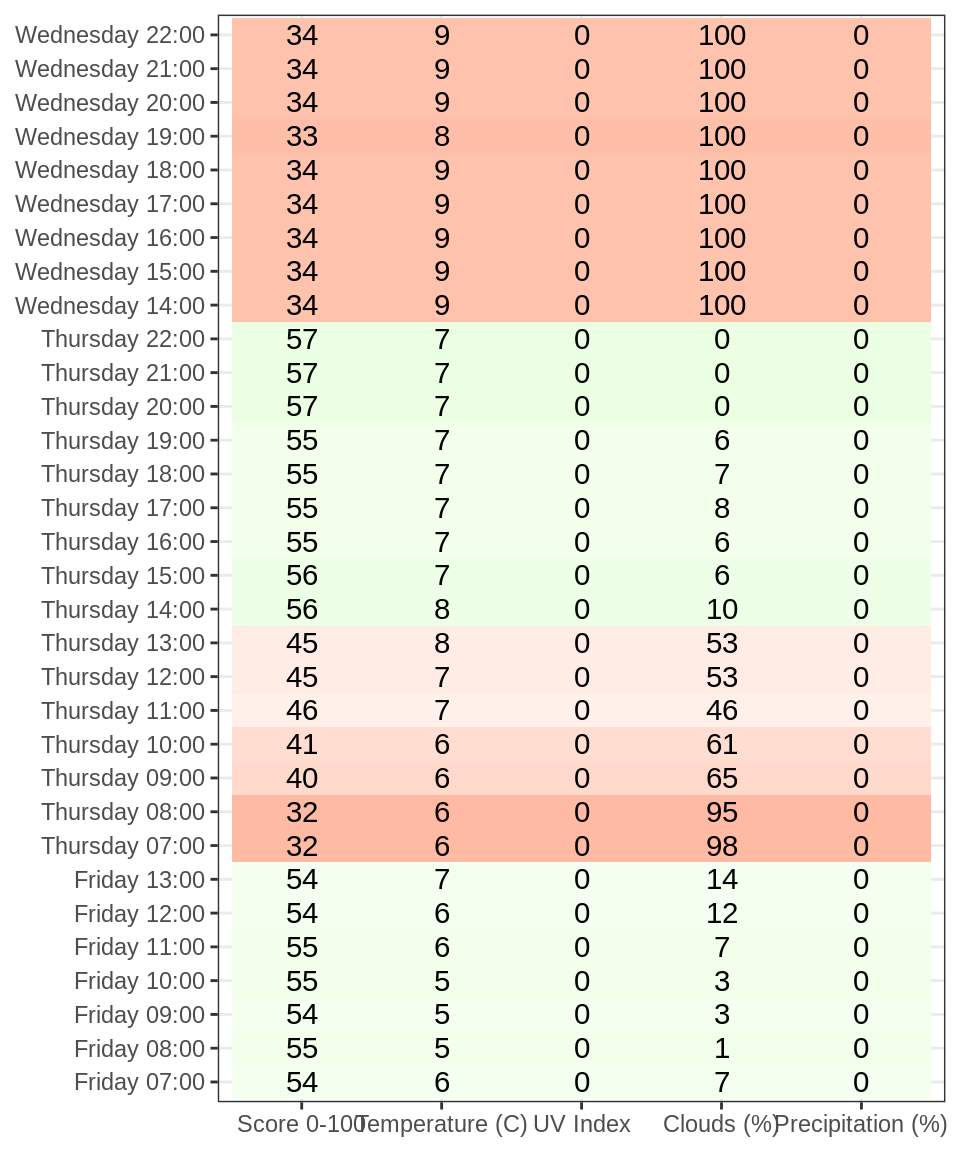 Wednesday 22:00 34 9 0 100 0
Wednesday 21:00 34 9 0 100 0
Wednesday 20:00 34 9 0 100 0
Wednesday 19:00 33 8 0 100 0
Wednesday 18:00 34 9 0 100 0
Wednesday 17:00 34 9 0 100 0
Wednesday 16:00 34 9 0 100 0
Wednesday 15:00 34 9 0 100 0
Wednesday 14:00 34 9 0 100 0
Thursday 22:00 57 7 0 0 0
Thursday 21:00 57 7 0 0 0
Thursday 20:00 57 7 0 0 0
Thursday 19:00 55 7 0 6 0
Thursday 18:00 55 7 0 7 0
Thursday 17:00 55 7 0 8 0
Thursday 16:00 55 7 0 6 0
Thursday 15:00 56 7 0 6 0
Thursday 14:00 56 8 0 10 0
Thursday 13:00 45 8 0 53 0
Thursday 12:00 45 7 0 53 0
Thursday 11:00 46 7 0 46 0
Thursday 10:00 41 6 0 61 0
Thursday 09:00 40 6 0 65 0
Thursday 08:00 32 6 0 95 0
Thursday 07:00 32 6 0 98 0
Friday 13:00 54 7 0 14 0
Friday 12:00 54 6 0 12 0
Friday 11:00 55 6 0 7 0
Friday 10:00 55 5 0 3 0
Friday 09:00 54 5 0 3 0
Friday 08:00 55 5 0 1 0
Friday 07:00 54 6 0 7 0
Score 0-100 Temperature (C) UV Index Clouds (%) Precipitation (%)